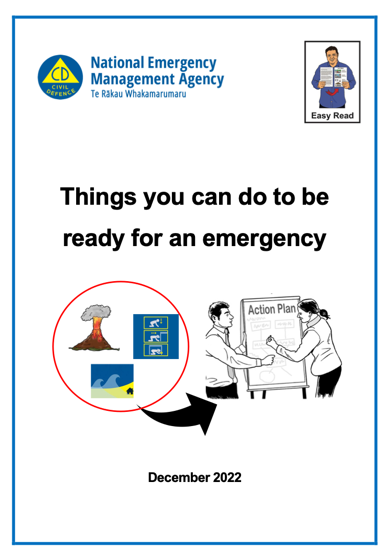 National Emergency
Management Agency
Te Rākau Whakamarumaru
CD
CIVIL
DEFENCE
Easy Read
Things you can do to be
ready for an emergency
Action Plan
December 2022